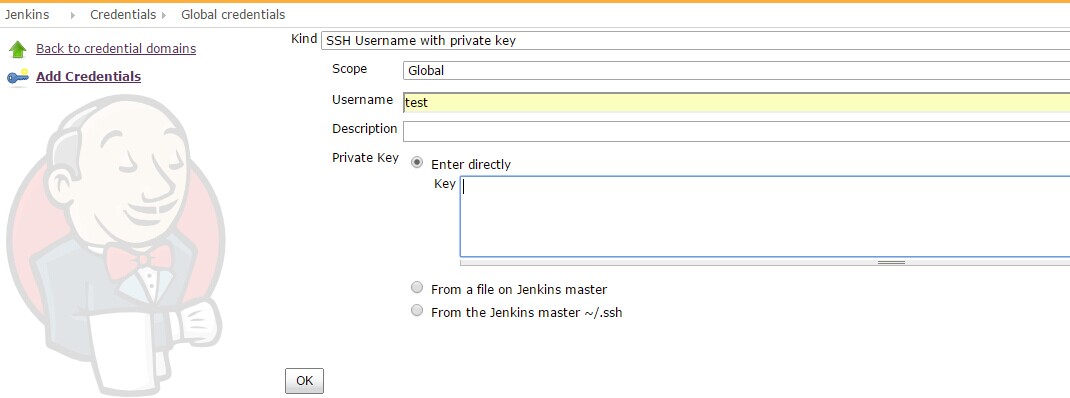 Jenkins Credentials Global credentials
Back to credential domains
Add Credentials
Kind SSH Username with private key
Scope Global
Username test
Description
Private Key Enter directly
Key
From a file on Jenkins master
From the Jenkins master ~/.ssh
OK